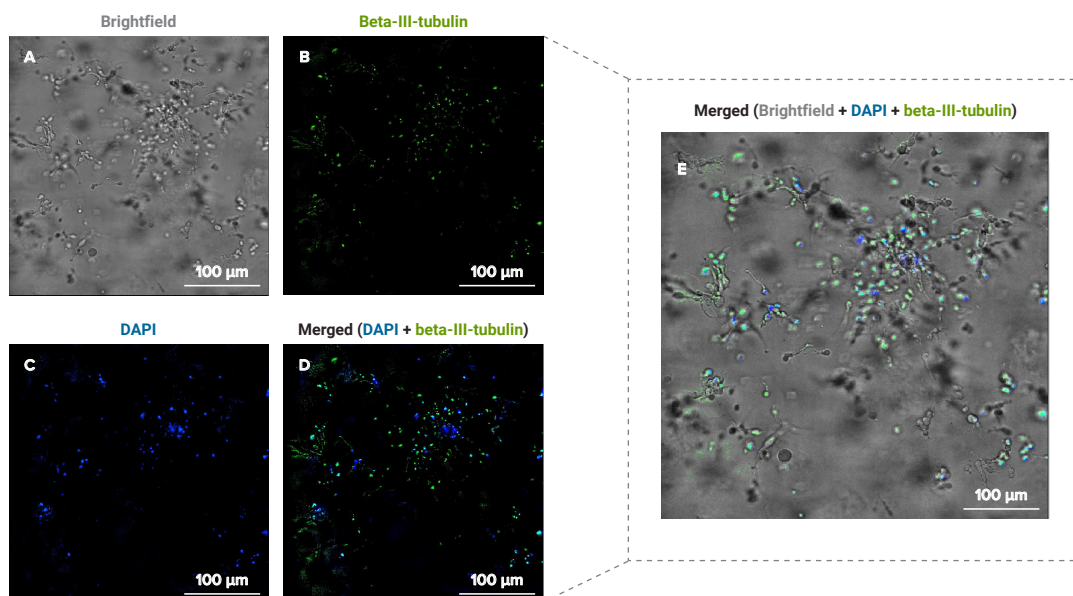 Brightfield
Beta-III-tubulin
A
B
100 µm
100 µm
DAPI
Merged (DAPI + beta-III-tubulin)
C
D
100 µm
100 µm
Merged (Brightfield + DAPI + beta-III-tubulin)
E
100 µm